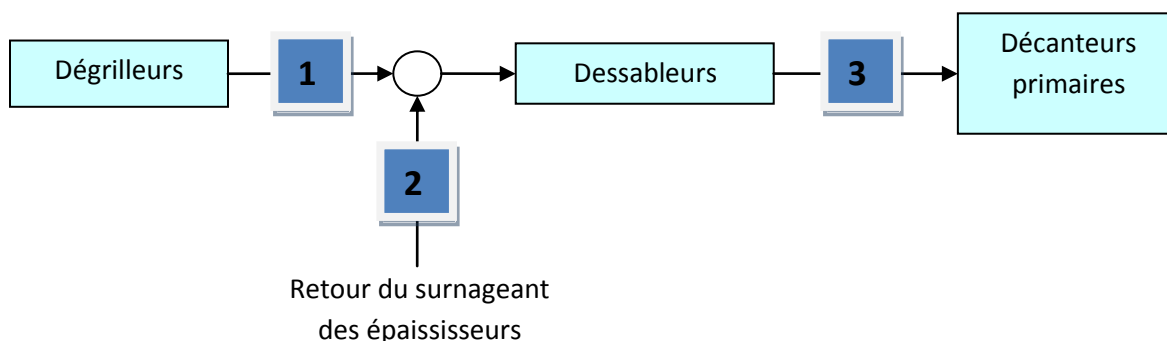 Dégrilleurs
1
Dessableurs
3
Décanteurs
primaires
2
Retour du surnageant
des épaississeurs